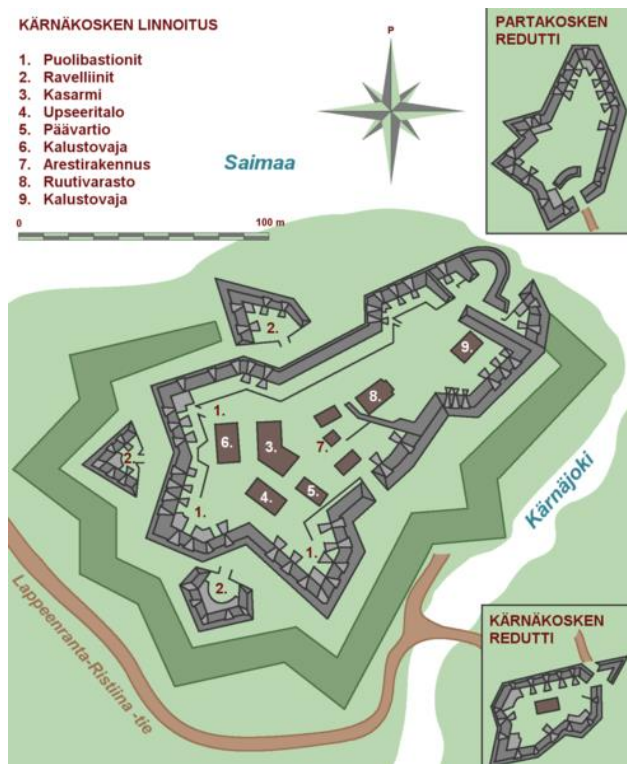 KÄRNÄKOSKEN LINNOITUS
1. Puolibastionit
2. Ravelliinit
3. Kasarmi
4. Upseeritalo
5. Päävartio
6. Kalustovaja
7. Arestirakennus
8. Ruutivarasto
9. Kalustovaja
0 100 m
P
Saimaa
PARTAKOSKEN
REDUTTI
2.
9.
8.
1.
7.
6.
3.
2.
5.
4.
1.
1.
2.
Kärnäjoki
Lappeenranta-Ristiina -tie
KÄRNÄKOSKEN
REDUTTI